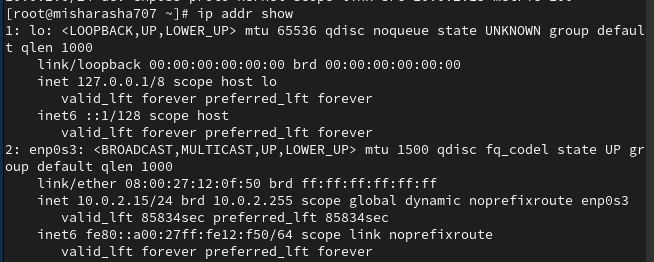 [root@misharasha707 ~]# ip addr show
1: lo: <LOOPBACK,UP,LOWER_UP> mtu 65536 qdisc noqueue state UNKNOWN group defaul
t qlen 1000
    link/loopback 00:00:00:00:00:00 brd 00:00:00:00:00:00
    inet 127.0.0.1/8 scope host lo
       valid_lft forever preferred_lft forever
    inet6 ::1/128 scope host
       valid_lft forever preferred_lft forever
2: enp0s3: <BROADCAST,MULTICAST,UP,LOWER_UP> mtu 1500 qdisc fq_codel state UP gr
oup default qlen 1000
    link/ether 08:00:27:12:0f:50 brd ff:ff:ff:ff:ff:ff
    inet 10.0.2.15/24 brd 10.0.2.255 scope global dynamic noprefixroute enp0s3
       valid_lft 85834sec preferred_lft 85834sec
    inet6 fe80::a00:27ff:fe12:f50/64 scope link noprefixroute
       valid_lft forever preferred_lft forever